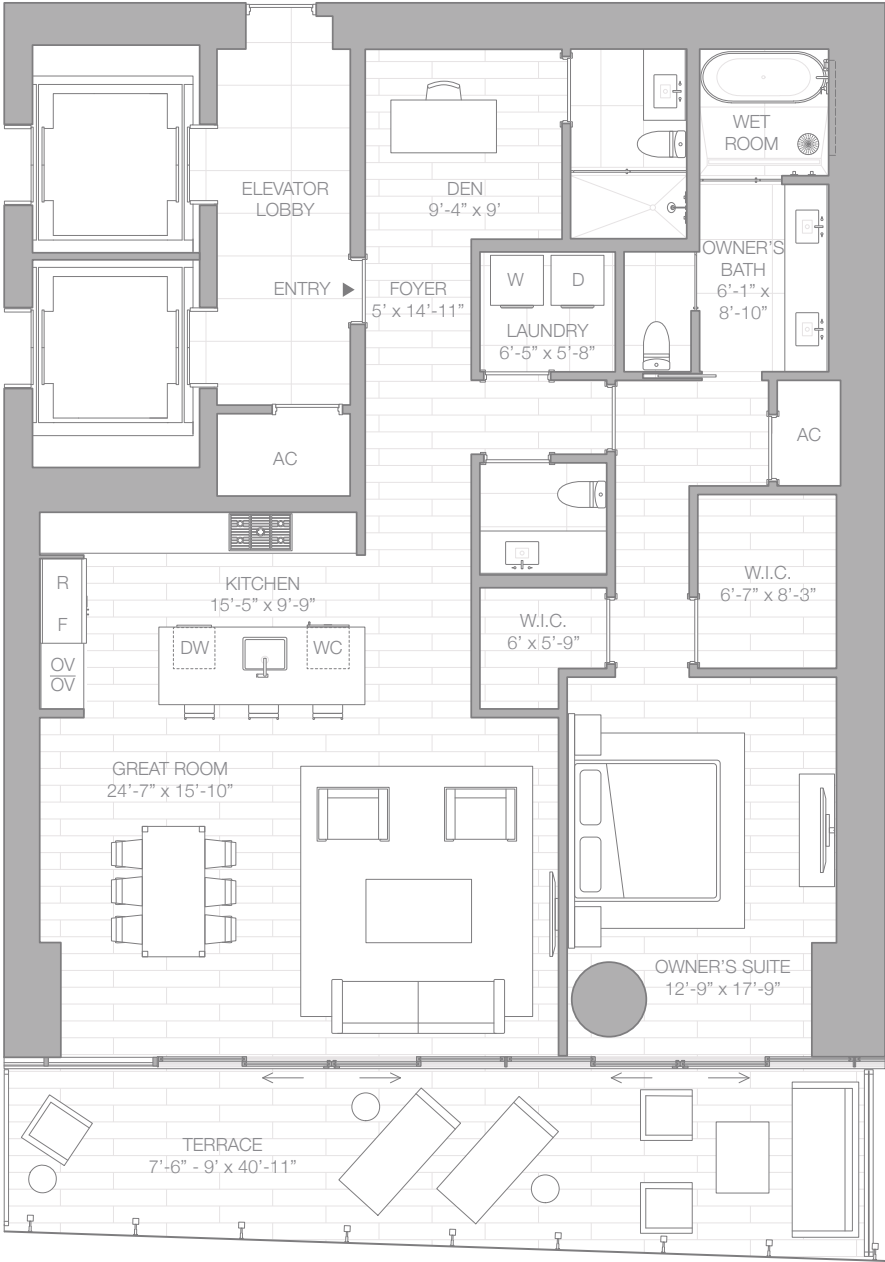 WET
ROOM
ELEVATOR
LOBBY
DEN
9’-4” x 9’
OWNER’S
BATH
6’-1” x
8’-10”
ENTRY
FOYER
5’ x 14’-11”
W
D
LAUNDRY
6’-5” x 5’-8”
AC
AC
R
F
OV
OV
KITCHEN
15’-5” x 9’-9”
DW
WC
W.I.C.
6’-7” x 8’-3”
W.I.C.
6’ x 5’-9”
GREAT ROOM
24’-7” x 15’-10”
OWNER’S SUITE
12’-9” x 17’-9”
TERRACE
7’-6” - 9’ x 40’-11”